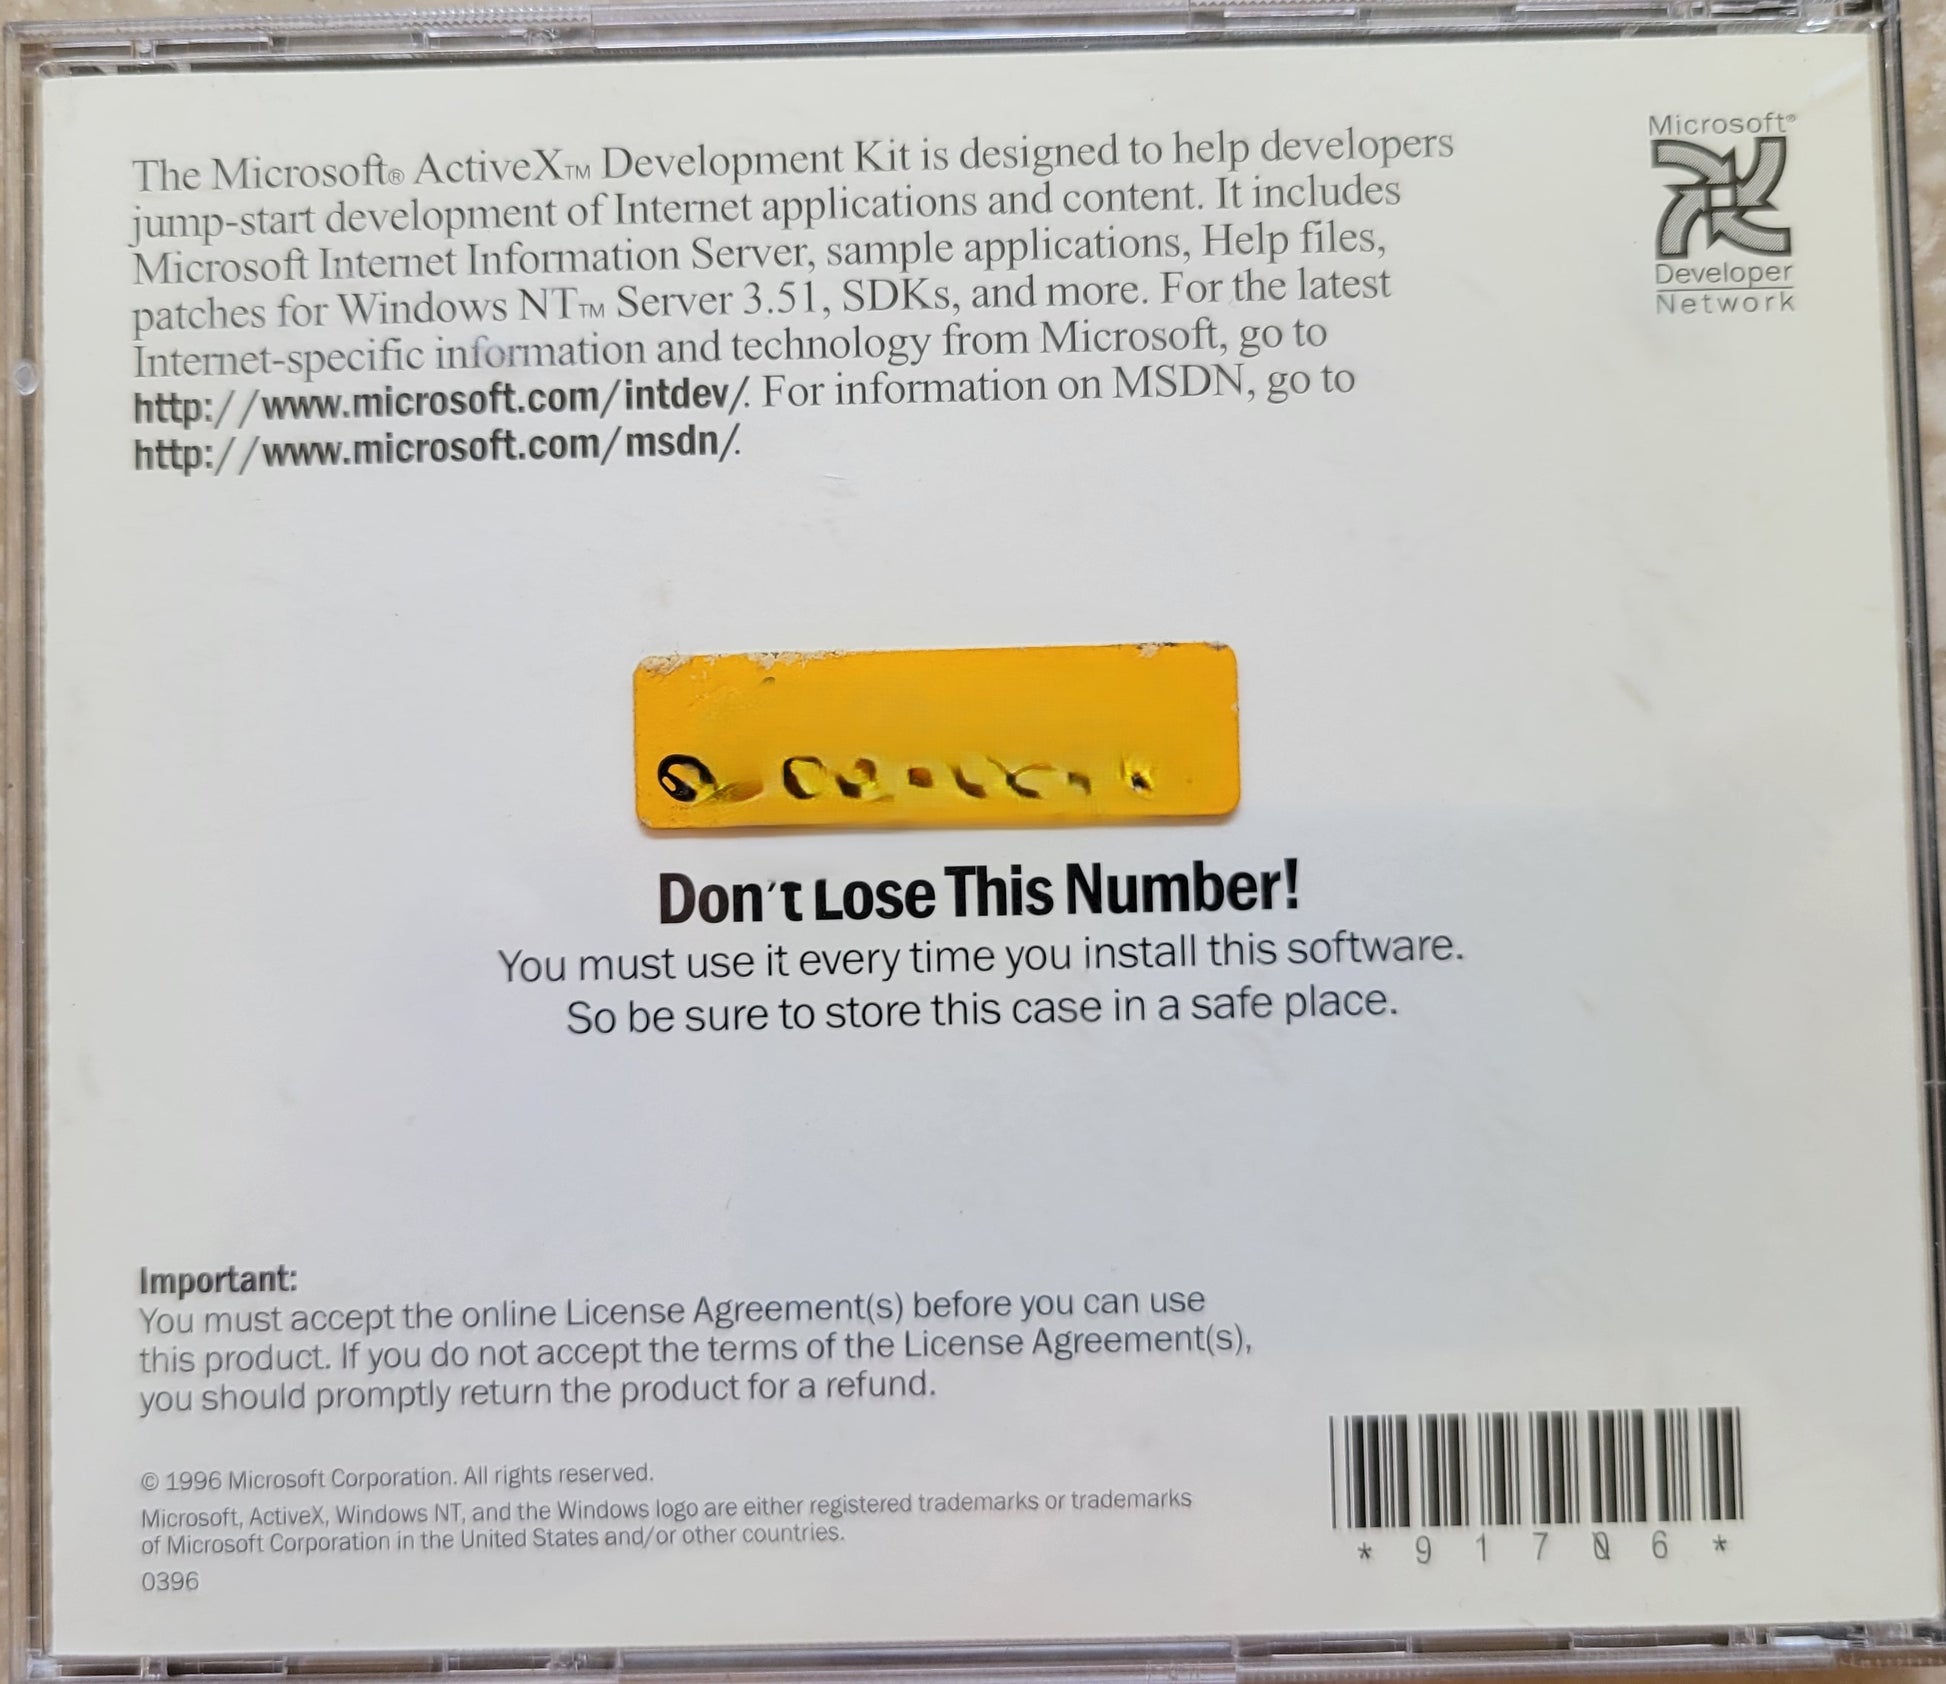 The Microsoft® ActiveX™ Development Kit is designed to help developers
jump-start development of Internet applications and content. It includes
Microsoft Internet Information Server, sample applications, Help files,
patches for Windows NT™ Server 3.51, SDKs, and more. For the latest
Internet-specific information and technology from Microsoft, go to
http://www.microsoft.com/intdev/. For information on MSDN, go to
http://www.microsoft.com/msdn/.
Microsoft®
Developer
Network
Don't Lose This Number!
You must use it every time you install this software.
So be sure to store this case in a safe place.
Important:
You must accept the online License Agreement(s) before you can use
this product. If you do not accept the terms of the License Agreement(s),
you should promptly return the product for a refund.
© 1996 Microsoft Corporation. All rights reserved.
Microsoft, ActiveX, Windows NT, and the Windows logo are either registered trademarks or trademarks
of Microsoft Corporation in the United States and/or other countries.
0396
*91706*